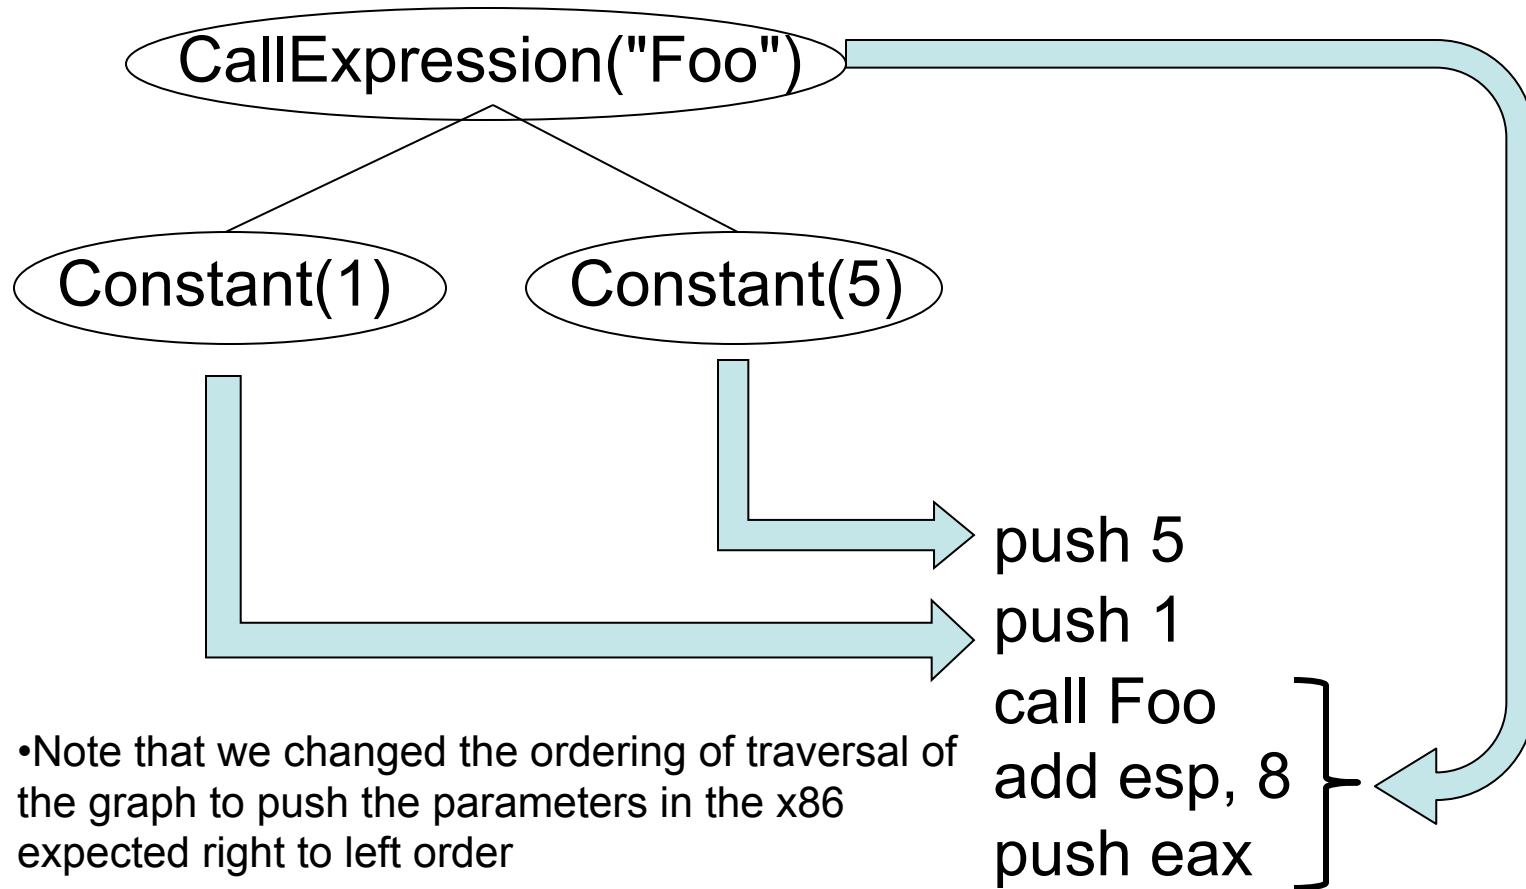 CallExpression("Foo")
Constant(1)
Constant(5)
push 5
push 1
call Foo
add esp, 8
push eax
•Note that we changed the ordering of traversal of
the graph to push the parameters in the x86
expected right to left order